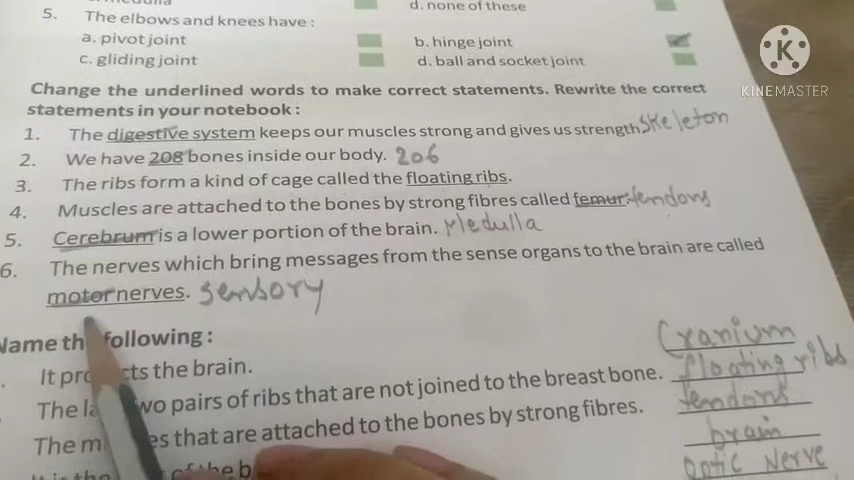 d. none of these
5. The elbows and knees have :
a. pivot joint b. hinge joint
c. gliding joint d. ball and socket joint
K
KINEMASTER
Change the underlined words to make correct statements. Rewrite the correct
statements in your notebook :
1. The digestive system keeps our muscles strong and gives us strength Skeleton
2. We have 208 bones inside our body. 206
3. The ribs form a kind of cage called the floating ribs.
4. Muscles are attached to the bones by strong fibres called femur. tendons
5. Cerebrum is a lower portion of the brain. Medulla
6. The nerves which bring messages from the sense organs to the brain are called
motor nerves. Sensory
Name the following :
It protects the brain. Cranium
The la wo pairs of ribs that are not joined to the breast bone. floating ribs
The m es that are attached to the bones by strong fibres. tendons
brain
Optic Nerve